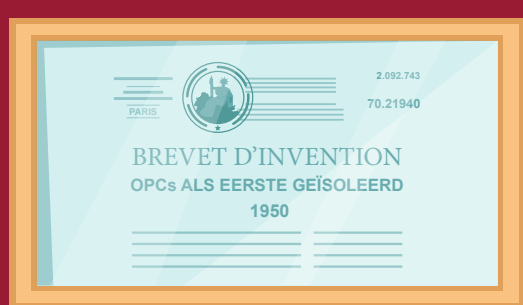 2.092.743
70.21940
PARIS
BREVET D'INVENTION
OPCs ALS EERSTE GEÏSOLEERD
1950